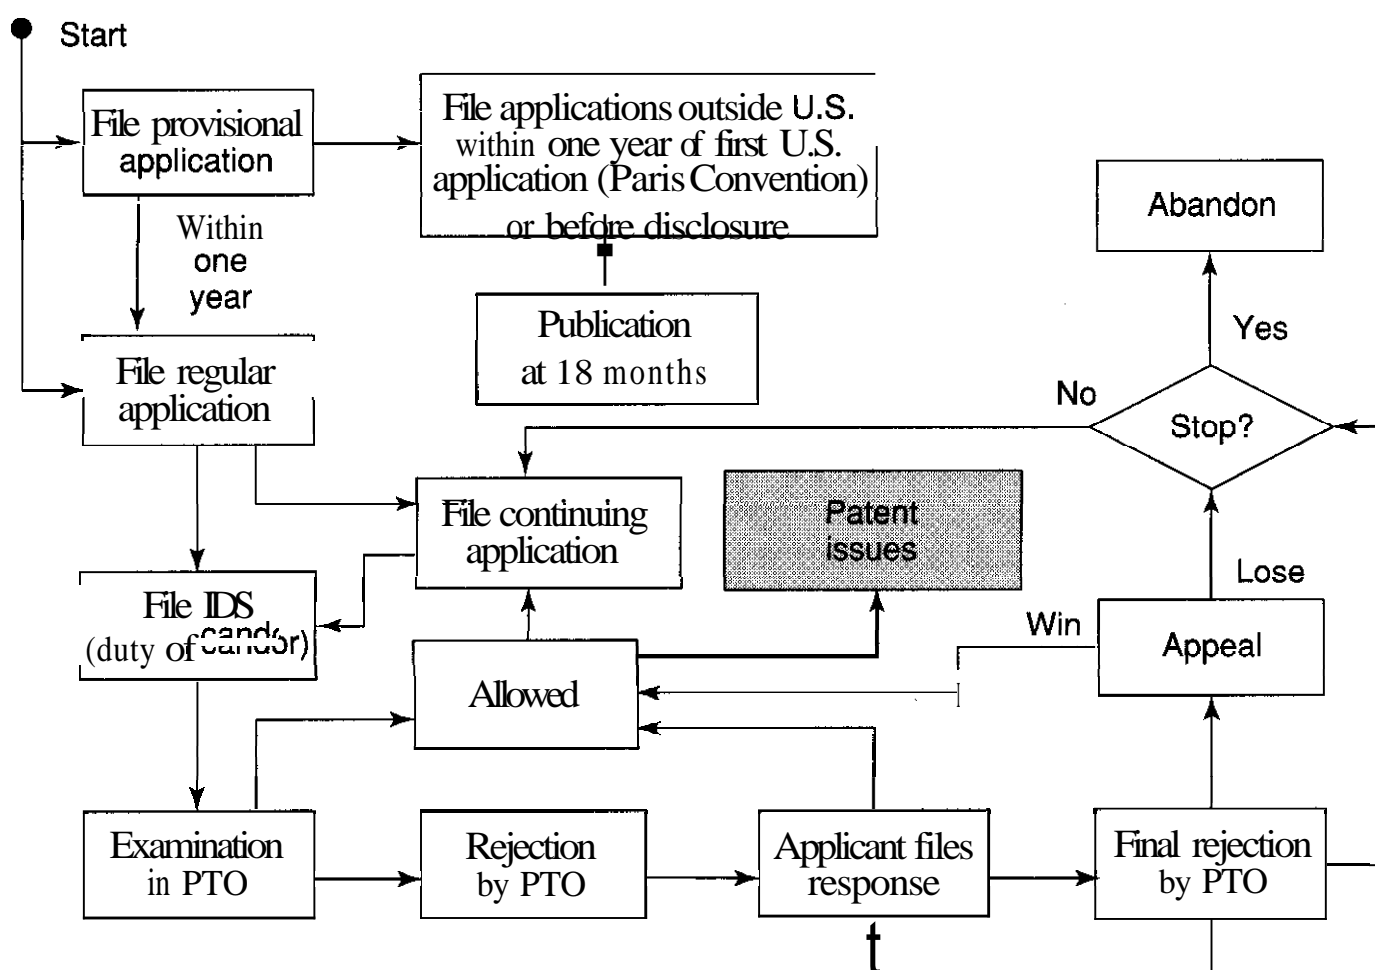 Start
File provisional
application
File applications outside U.S.
within one year of first U.S.
application (Paris Convention)
or before disclosure
Within
one
year
Abandon
Publication
at 18 months
Yes
File regular
application
No
Stop?
File continuing
application
Patent
issues
Lose
File IDS
(duty of candor)
Win
Appeal
Allowed
Examination
in PTO
Rejection
by PTO
Applicant files
response
Final rejection
by PTO